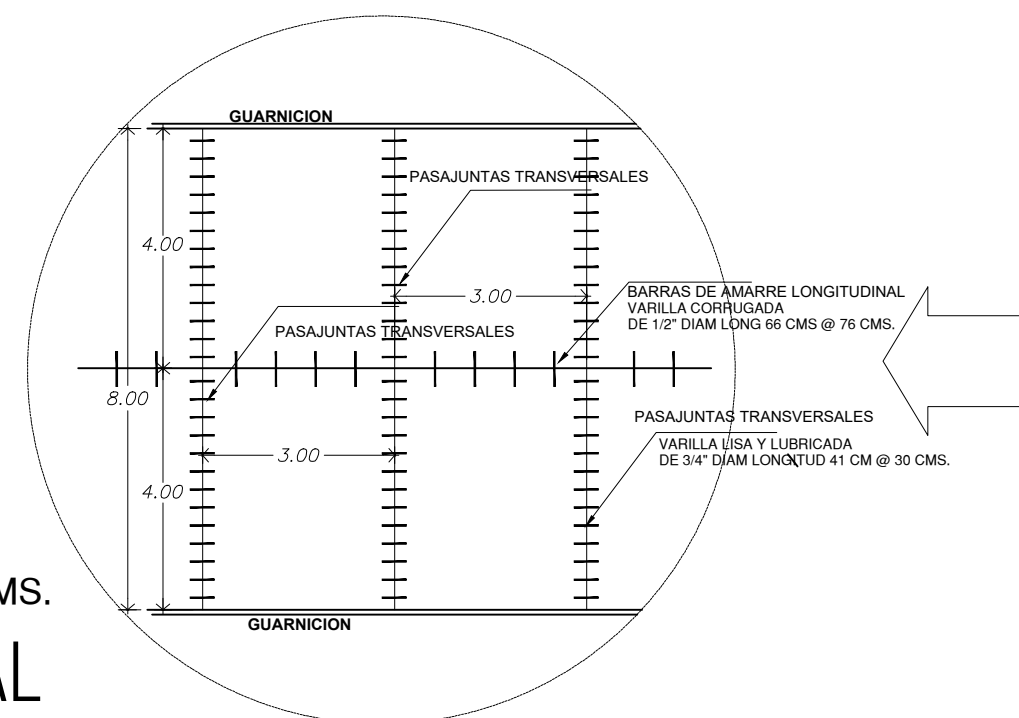 GUARNICION
PASAJUNTAS TRANSVERSALES
4.00
3.00
BARRAS DE AMARRE LONGITUDINAL
VARILLA CORRUGADA
DE 1/2" DIAM LONG 66 CMS @ 76 CMS.
PASAJUNTAS TRANSVERSALES
8.00
PASAJUNTAS TRANSVERSALES
VARILLA LISA Y LUBRICADA
DE 3/4" DIAM LONGITUD 41 CM @ 30 CMS.
3.00
4.00
MS.
GUARNICION
AL